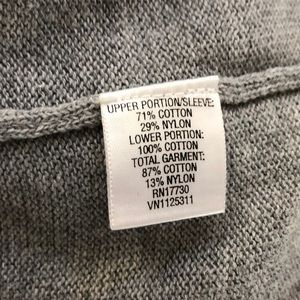 UPPER PORTION/SLEEVE:
71% COTTON
29% NYLON
LOWER PORTION:
100% COTTON
TOTAL GARMENT:
87% COTTON
13% NYLON
RN17730
VN1125311